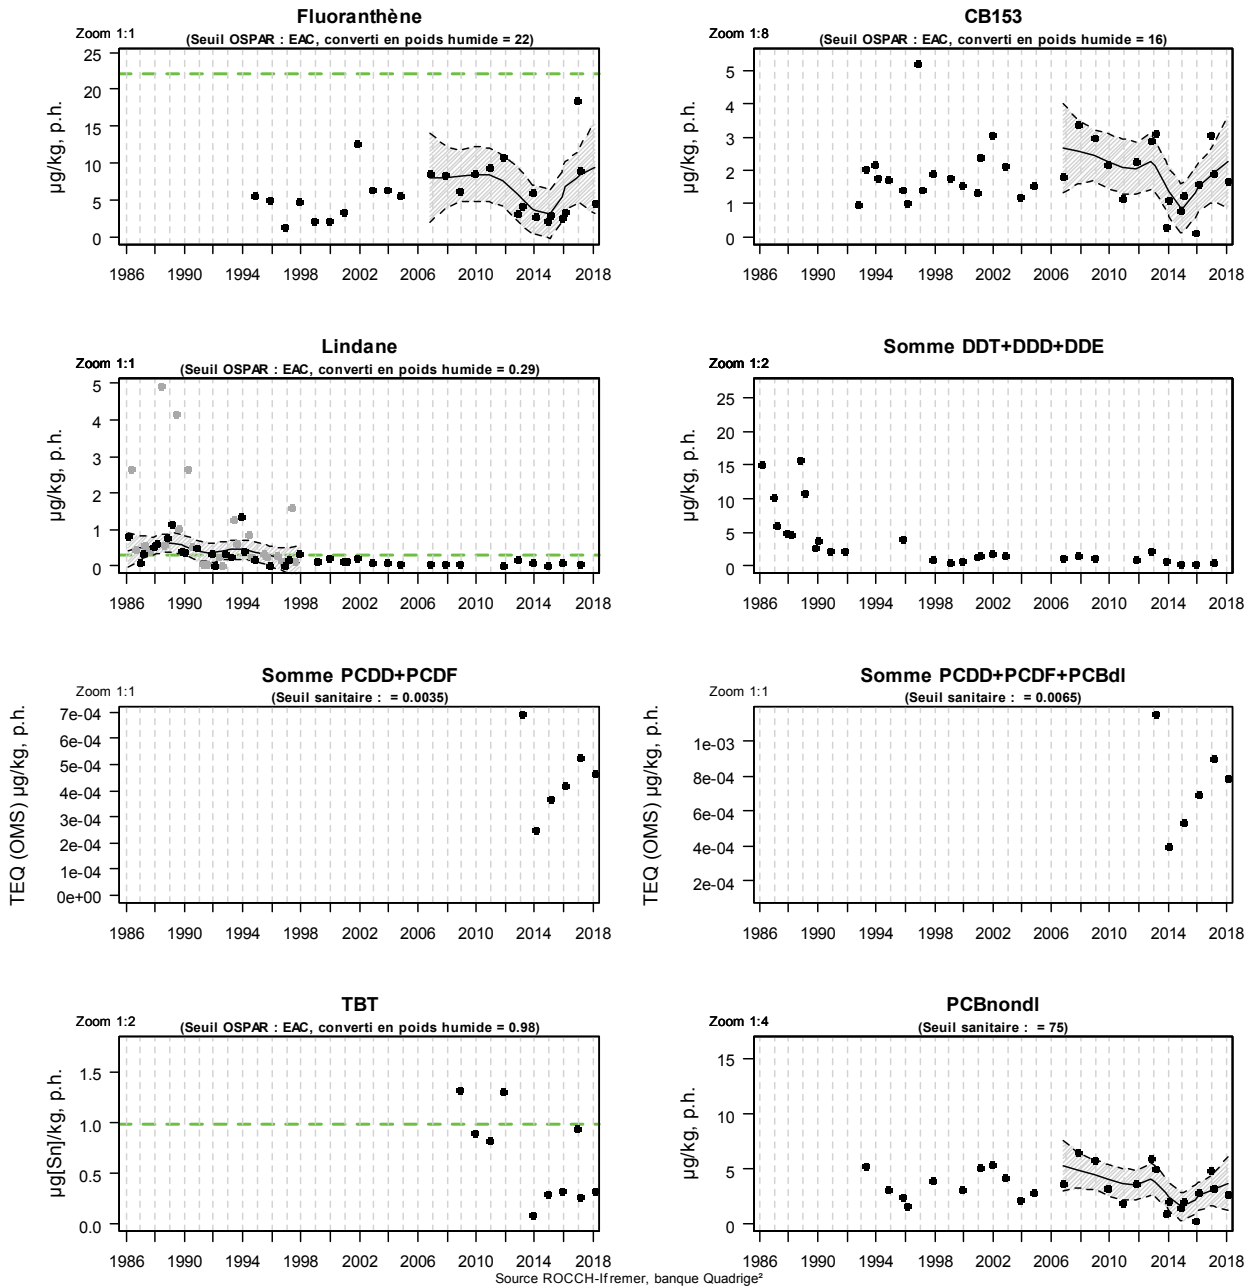 Fluoranthène
Zoom 1:1
(Seuil OSPAR : EAC, converti en poids humide = 22)
µg/kg, p.h.
25
20
15
10
5
0
1986 1990 1994 1998 2002 2006 2010 2014 2018
CB153
Zoom 1:8
(Seuil OSPAR : EAC, converti en poids humide = 16)
µg/kg, p.h.
5
4
3
2
1
0
1986 1990 1994 1998 2002 2006 2010 2014 2018
Lindane
Zoom 1:1
(Seuil OSPAR : EAC, converti en poids humide = 0.29)
µg/kg, p.h.
5
4
3
2
1
0
1986 1990 1994 1998 2002 2006 2010 2014 2018
Somme DDT+DDD+DDE
Zoom 1:2
µg/kg, p.h.
25
20
15
10
5
0
1986 1990 1994 1998 2002 2006 2010 2014 2018
Somme PCDD+PCDF
Zoom 1:1
(Seuil sanitaire : = 0.0035)
TEQ (OMS) µg/kg, p.h.
7e-04
6e-04
5e-04
4e-04
3e-04
2e-04
1e-04
0e+00
1986 1990 1994 1998 2002 2006 2010 2014 2018
Somme PCDD+PCDF+PCBdl
Zoom 1:1
(Seuil sanitaire : = 0.0065)
TEQ (OMS) µg/kg, p.h.
1e-03
8e-04
6e-04
4e-04
2e-04
1986 1990 1994 1998 2002 2006 2010 2014 2018
TBT
Zoom 1:2
(Seuil OSPAR : EAC, converti en poids humide = 0.98)
µg[Sn]/kg, p.h.
1.5
1.0
0.5
0.0
1986 1990 1994 1998 2002 2006 2010 2014 2018
PCBnondl
Zoom 1:4
(Seuil sanitaire : = 75)
µg/kg, p.h.
15
10
5
0
1986 1990 1994 1998 2002 2006 2010 2014 2018
Source ROCCH-Ifremer, banque Quadrige²